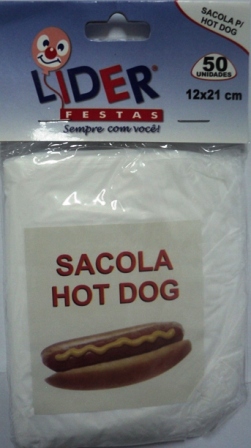 SACOLA P/
HOT DOG
LIDER®
FESTAS
Sempre com você!
50
UNIDADES
12x21 cm
SACOLA
HOT DOG